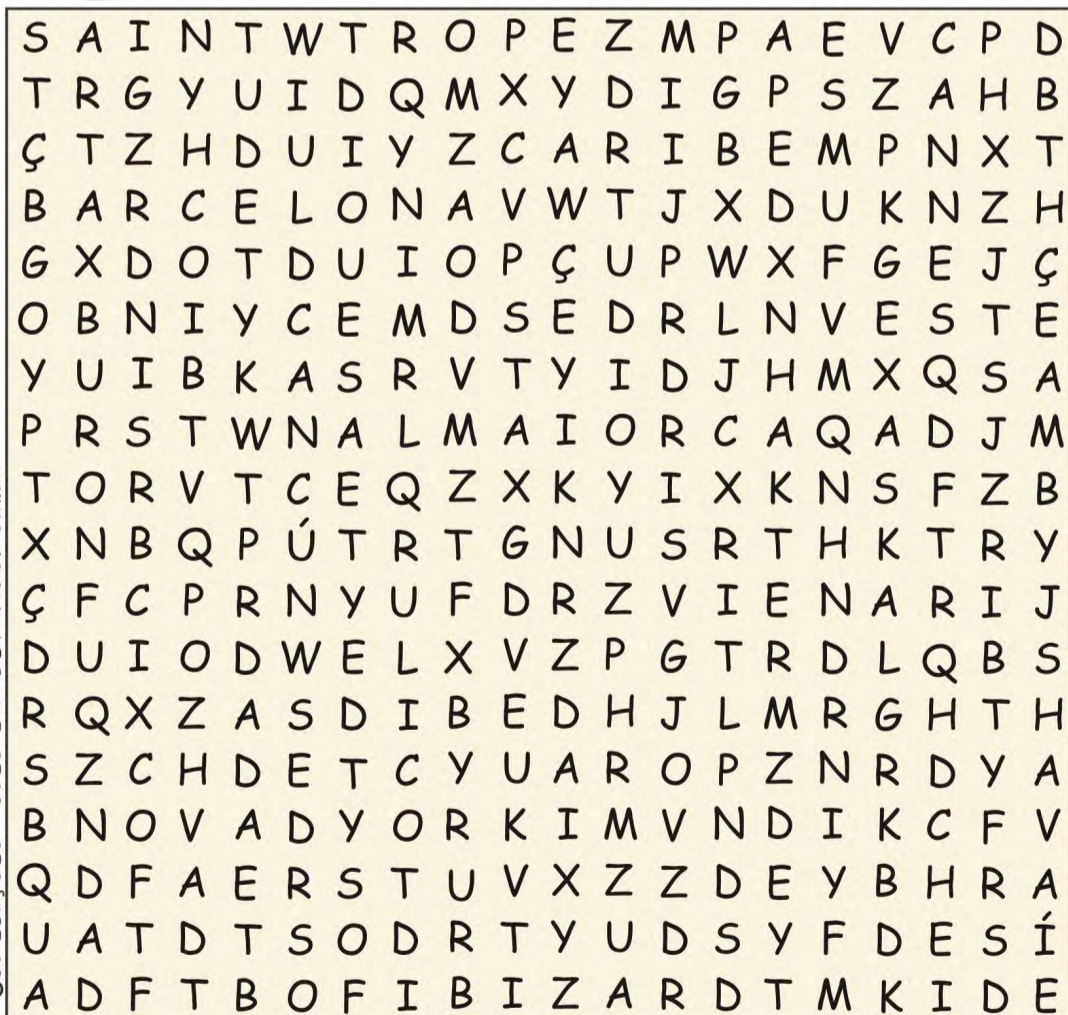 S A I N T W T R O P E Z M P A E V C P D
T R G Y U I D Q M X Y D I G P S Z A H B
Ç T Z H D U I Y Z C A R I B E M P N X T
B A R C E L O N A V W T J X D U K N Z H
G X D O T D U I O P Ç U P W X F G E J Ç
O B N I Y C E M D S E D R L N V E S T E
Y U I B K A S R V T Y I D J H M X Q S A
P R S T W N A L M A I O R C A Q A D J M
T O R V T C E Q Z X K Y I X K N S F Z B
X N B Q P Ú T R T G N U S R T H K T R Y
Ç F C P R N Y U F D R Z V I E N A R I J
D U I O D W E L X V Z P G T R D L Q B S
R Q X Z A S D I B E D H J L M R G H T H
S Z C H D E T C Y U A R O P Z N R D Y A
B N O V A D Y O R K I M V N D I K C F V
Q D F A E R S T U V X Z Z D E Y B H R A
U A T D T S O D R T Y U D S Y F D E S Í
A D F T B O F I B I Z A R D T M K I D E